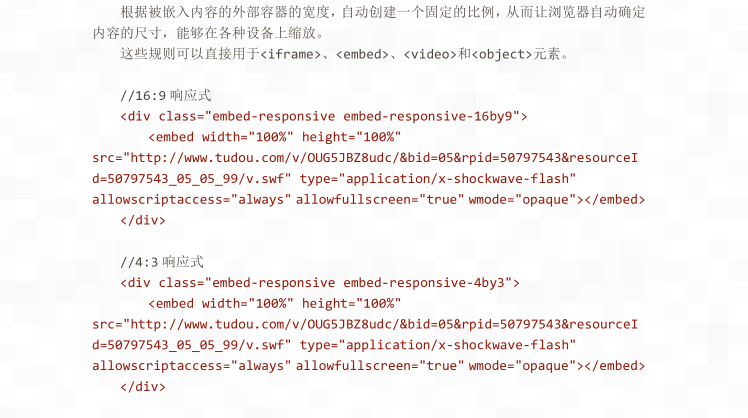 根据被嵌入内容的外部容器的宽度，自动创建一个固定的比例，从而让浏览器自动确定
内容的尺寸，能够在各种设备上缩放。
这些规则可以直接用于<iframe>、<embed>、<video>和<object>元素。
//16:9 响应式
<div class="embed-responsive embed-responsive-16by9">
<embed width="100%" height="100%"
src="http://www.tudou.com/v/OUG5JBZ8udc/&bid=05&rpid=50797543&resourceI
d=50797543_05_05_99/v.swf" type="application/x-shockwave-flash"
allowscriptaccess="always" allowfullscreen="true" wmode="opaque"></embed>
</div>
//4:3 响应式
<div class="embed-responsive embed-responsive-4by3">
<embed width="100%" height="100%"
src="http://www.tudou.com/v/OUG5JBZ8udc/&bid=05&rpid=50797543&resourceI
d=50797543_05_05_99/v.swf" type="application/x-shockwave-flash"
allowscriptaccess="always" allowfullscreen="true" wmode="opaque"></embed>
</div>